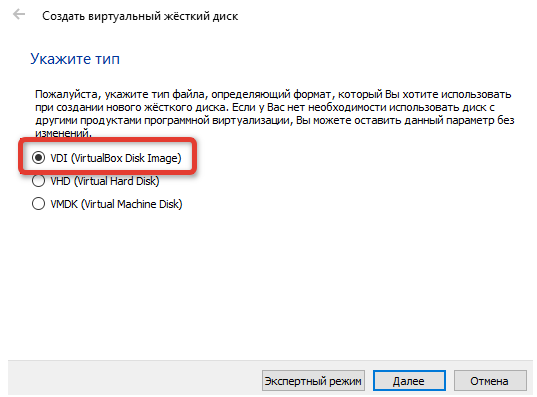 Создать виртуальный жёсткий диск
Укажите тип
Пожалуйста, укажите тип файла, определяющий формат, который Вы хотите использовать
при создании нового жёсткого диска. Если у Вас нет необходимости использовать диск с
другими продуктами программной виртуализации, Вы можете оставить данный параметр без
изменений.
VDI (VirtualBox Disk Image)
VHD (Virtual Hard Disk)
VMDK (Virtual Machine Disk)
Экспертный режим Далее Отмена